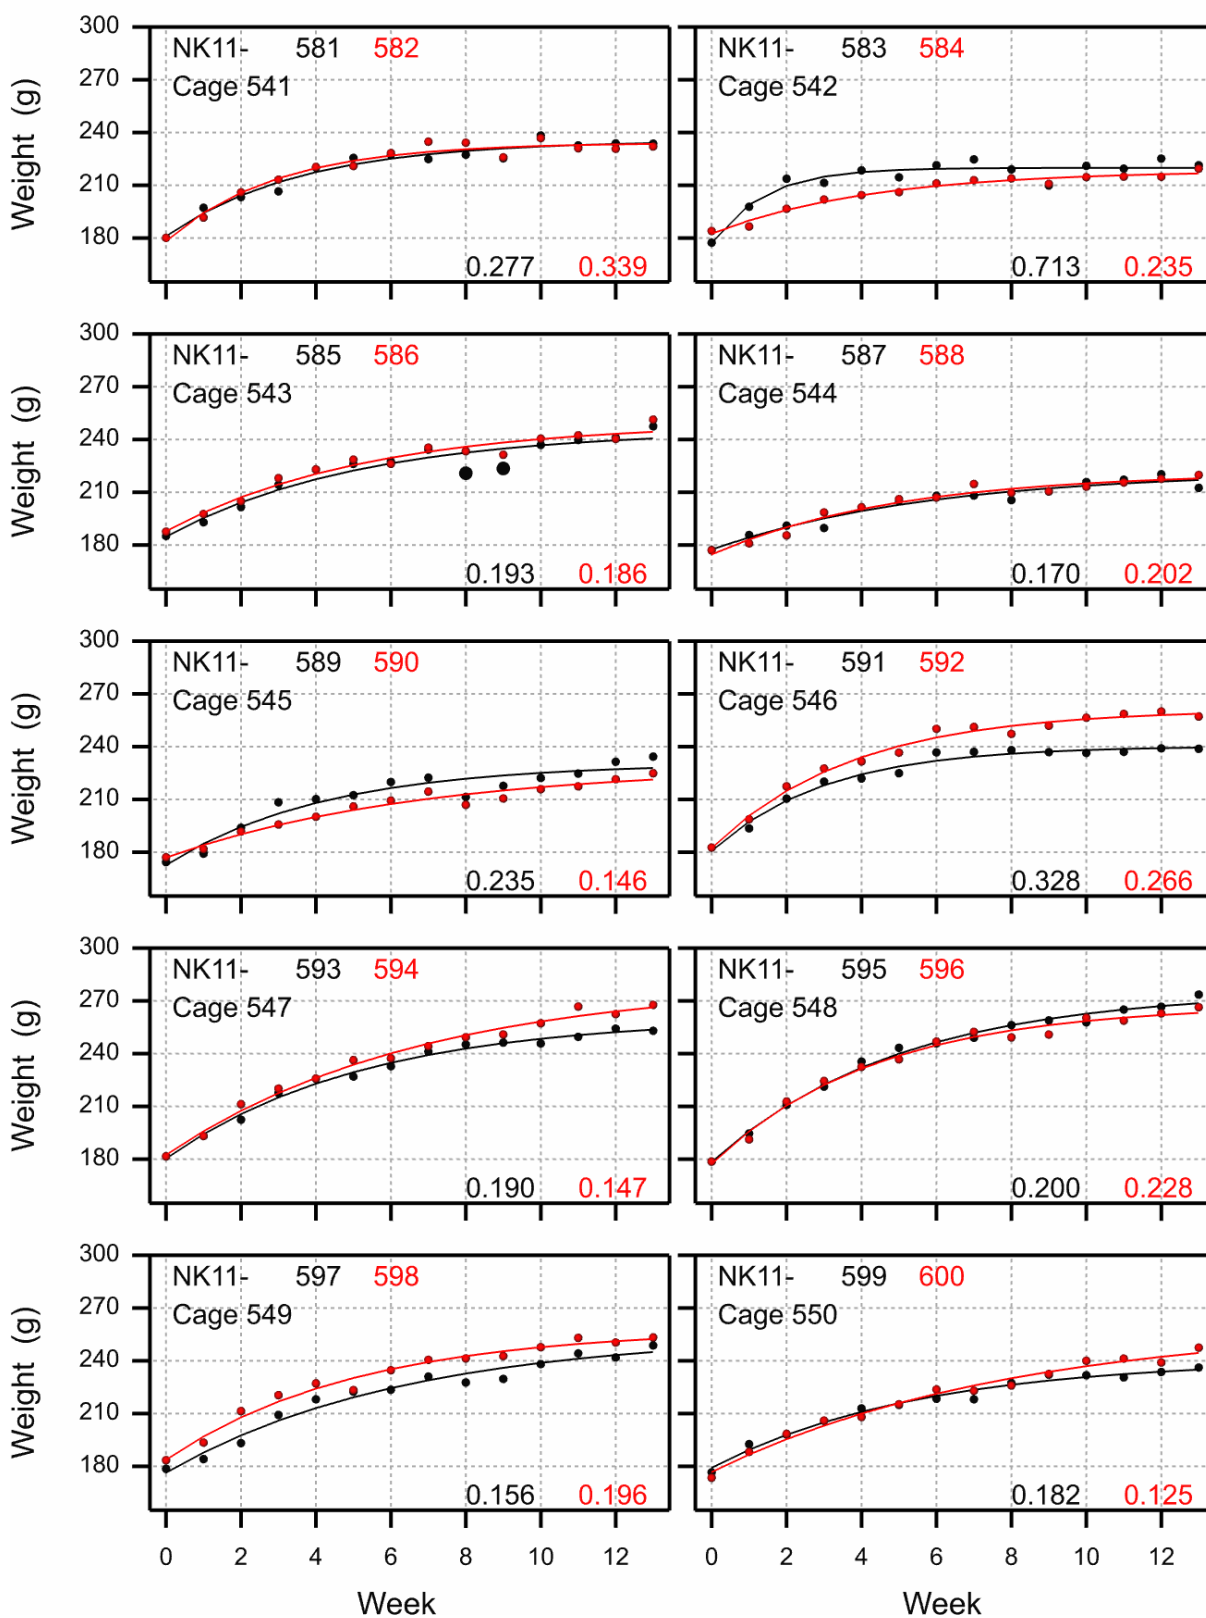 NK11- 581 582
Cage 541
Weight (g)
300
270
240
210
180
0.277 0.339
NK11- 583 584
Cage 542
0.713 0.235
NK11- 585 586
Cage 543
Weight (g)
300
270
240
210
180
0.193 0.186
NK11- 587 588
Cage 544
0.170 0.202
NK11- 589 590
Cage 545
Weight (g)
300
270
240
210
180
0.235 0.146
NK11- 591 592
Cage 546
0.328 0.266
NK11- 593 594
Cage 547
Weight (g)
300
270
240
210
180
0.190 0.147
NK11- 595 596
Cage 548
0.200 0.228
NK11- 597 598
Cage 549
Weight (g)
300
270
240
210
180
0.156 0.196
0 2 4 6 8 10 12
Week
NK11- 599 600
Cage 550
0.182 0.125
0 2 4 6 8 10 12
Week